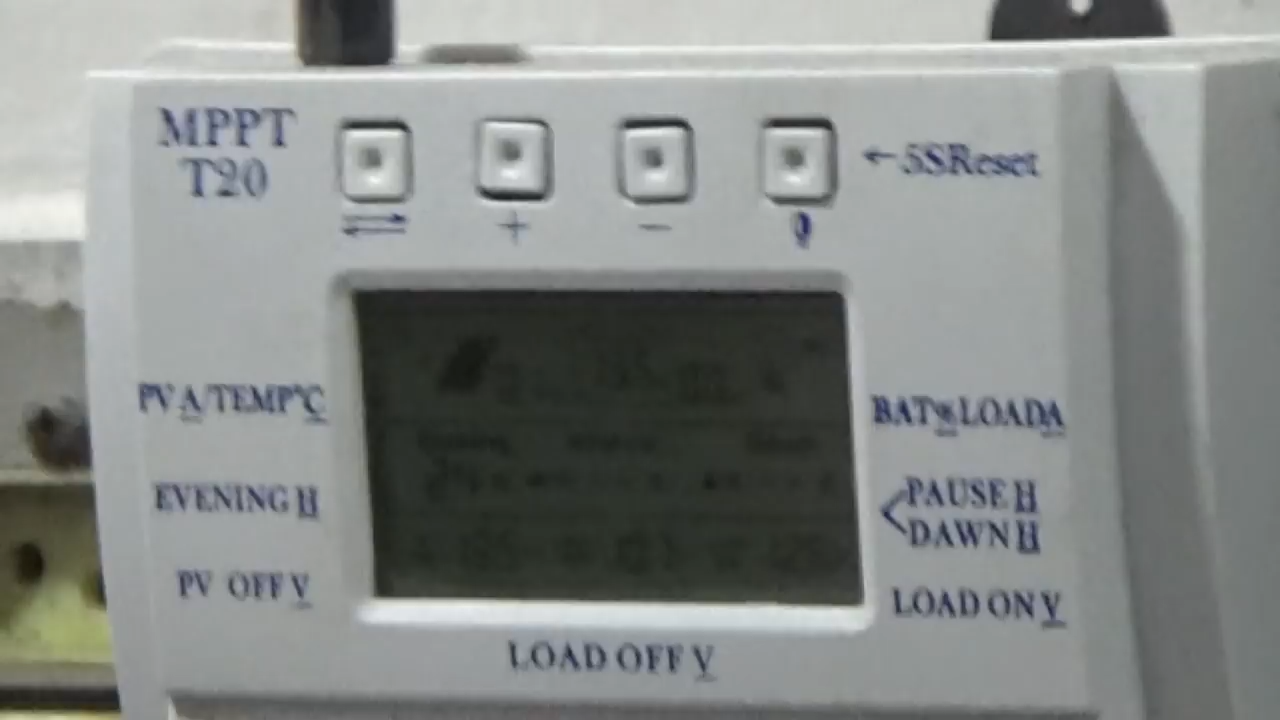 MPPT
T20
←5SReset
+
−
PV A/TEMP°C
BAT%LOADA
EVENING H
PAUSE H
DAWN H
PV OFF V
LOAD ON V
LOAD OFF V